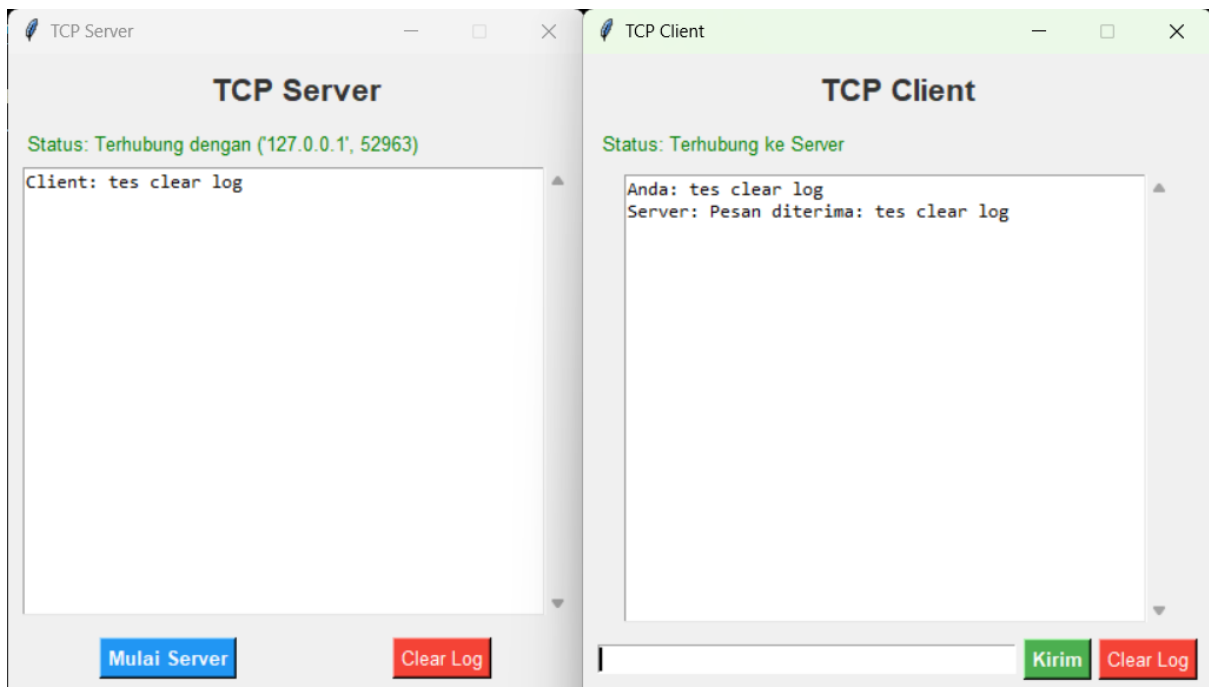 TCP Server
TCP Server
Status: Terhubung dengan ('127.0.0.1', 52963)
Client: tes clear log
Mulai Server
Clear Log
TCP Client
TCP Client
Status: Terhubung ke Server
Anda: tes clear log
Server: Pesan diterima: tes clear log
Kirim
Clear Log